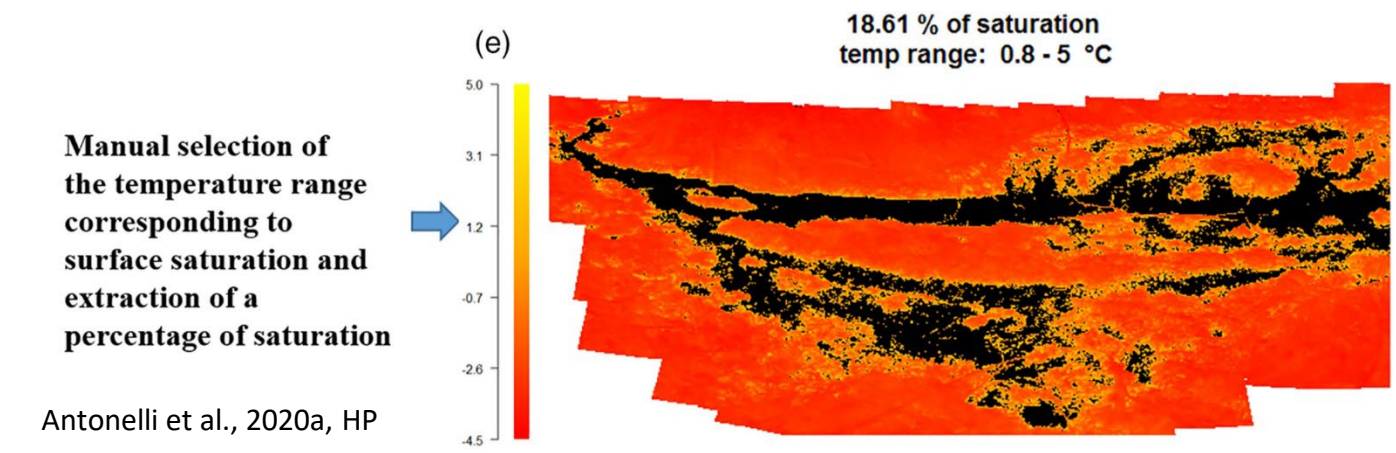 18.61 % of saturation
temp range: 0.8 - 5 °C
(e)
5.0
3.1
1.2
-0.7
-2.6
-4.5
Manual selection of
the temperature range
corresponding to
surface saturation and
extraction of a
percentage of saturation
Antonelli et al., 2020a, HP